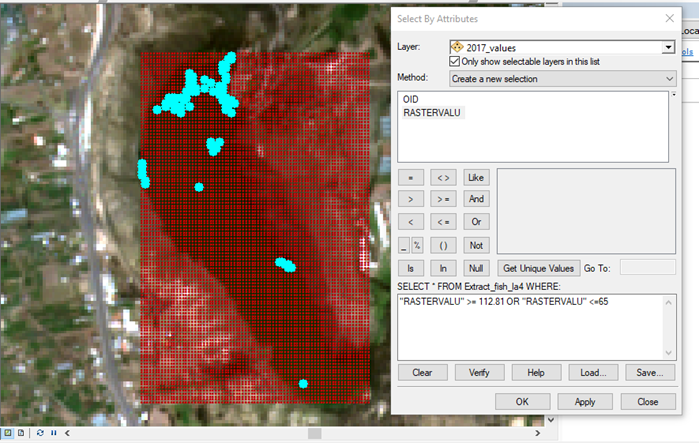 Select By Attributes
Layer: 2017_values
Only show selectable layers in this list
Method: Create a new selection
OID
RASTERVALU
= < > Like
> > = And
< < = Or
_ % ( ) Not
Is In Null Get Unique Values Go To:
SELECT * FROM Extract_fish_la4 WHERE:
"RASTERVALU" >= 112.81 OR "RASTERVALU" <=65
Clear Verify Help Load... Save...
OK Apply Close